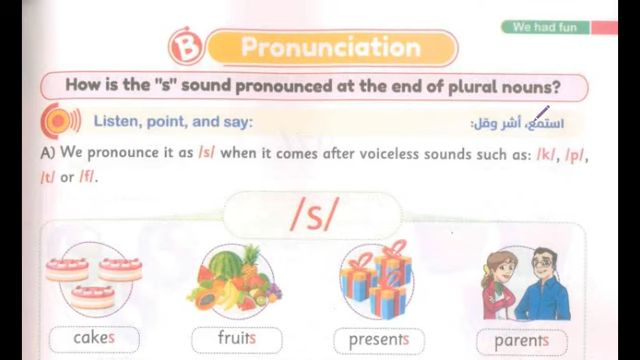 We had fun
B Pronunciation
How is the "s" sound pronounced at the end of plural nouns?
Listen, point, and say: استمع، أشر وقل:
A) We pronounce it as /s/ when it comes after voiceless sounds such as: /k/, /p/,
/t/ or /f/.
/s/
cakes fruits presents parents